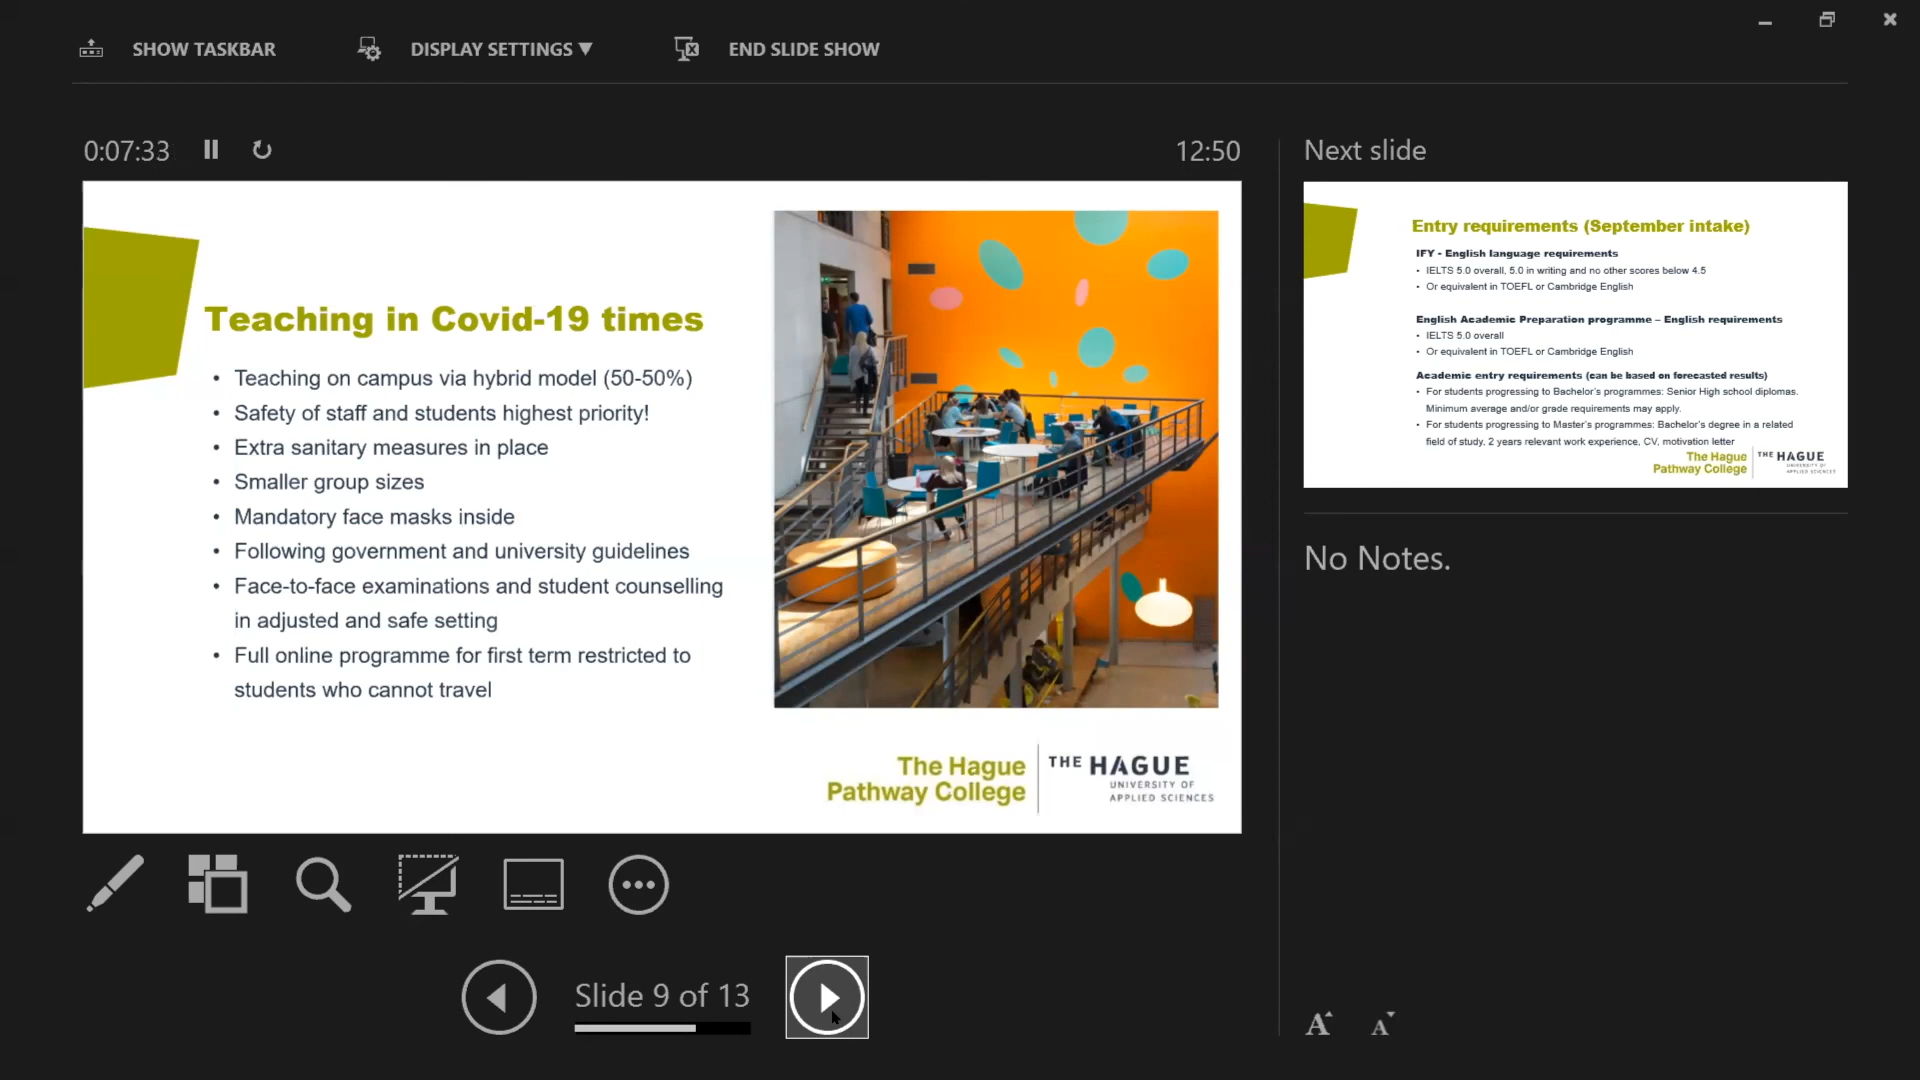 SHOW TASKBAR
DISPLAY SETTINGS ▼
END SLIDE SHOW
0:07:33
12:50
Teaching in Covid-19 times
• Teaching on campus via hybrid model (50-50%)
• Safety of staff and students highest priority!
• Extra sanitary measures in place
• Smaller group sizes
• Mandatory face masks inside
• Following government and university guidelines
• Face-to-face examinations and student counselling
in adjusted and safe setting
• Full online programme for first term restricted to
students who cannot travel
The Hague
Pathway College
THE HAGUE
UNIVERSITY OF
APPLIED SCIENCES
Slide 9 of 13
Next slide
Entry requirements (September intake)
IFY - English language requirements
• IELTS 5.0 overall, 5.0 in writing and no other scores below 4.5
• Or equivalent in TOEFL or Cambridge English
English Academic Preparation programme – English requirements
• IELTS 5.0 overall
• Or equivalent in TOEFL or Cambridge English
Academic entry requirements (can be based on forecasted results)
• For students progressing to Bachelor's programmes: Senior High school diplomas.
Minimum average and/or grade requirements may apply.
• For students progressing to Master's programmes: Bachelor's degree in a related
field of study, 2 years relevant work experience, CV, motivation letter
The Hague
Pathway College
THE HAGUE
UNIVERSITY OF
APPLIED SCIENCES
No Notes.
A A